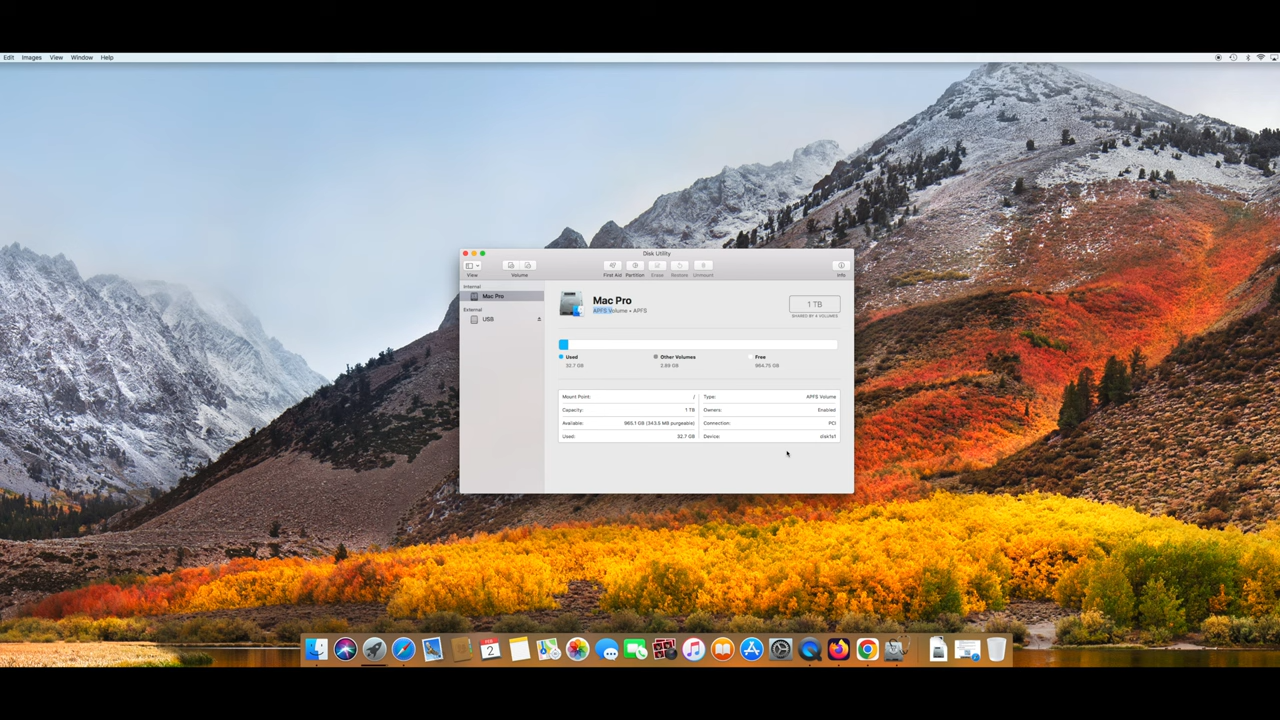 Edit Images View Window Help
Disk Utility
View Volume First Aid Partition Erase Restore Unmount Info
Internal
Mac Pro
External
USB
Mac Pro
APFS Volume • APFS
1 TB
SHARED BY 4 VOLUMES
Used
32.7 GB
Other Volumes
2.89 GB
Free
964.73 GB
Mount Point: /
Capacity: 1 TB
Available: 965.1 GB (343.5 MB purgeable)
Used: 32.7 GB
Type: APFS Volume
Owners: Enabled
Connection: PCI
Device: disk1s1
2